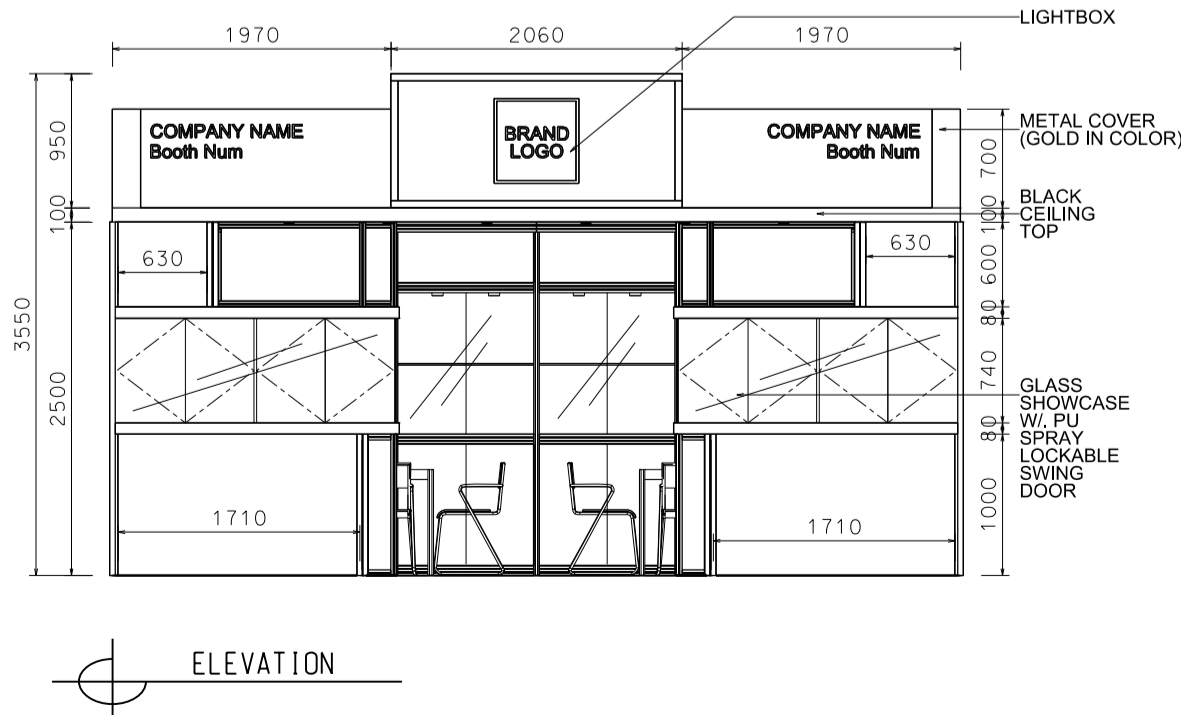 LIGHTBOX
1970
2060
1970
COMPANY NAME
Booth Num
BRAND
LOGO
COMPANY NAME
Booth Num
METAL COVER
(GOLD IN COLOR)
950
700
100
100
BLACK
CEILING
TOP
630
630
600
3550
2500
80
740
80
GLASS
SHOWCASE
W/. PU
SPRAY
LOCKABLE
SWING
DOOR
1710
1710
1000
ELEVATION